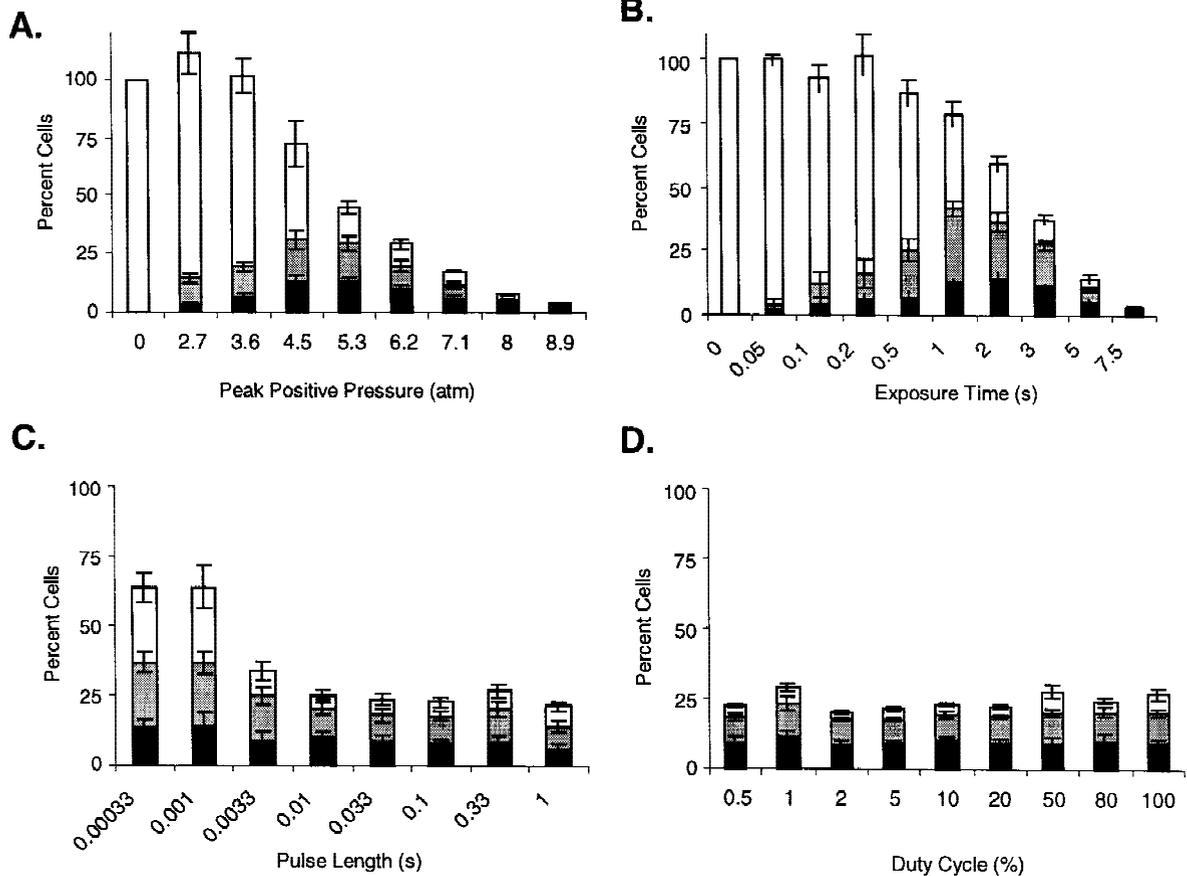 A.
Percent Cells
100
75
50
25
0
0 2.7 3.6 4.5 5.3 6.2 7.1 8 8.9
Peak Positive Pressure (atm)
B.
Percent Cells
100
75
50
25
0
0 0.05 0.1 0.2 0.5 1 2 3 5 7.5
Exposure Time (s)
C.
Percent Cells
100
75
50
25
0
0.00033 0.001 0.0033 0.01 0.033 0.1 0.33 1
Pulse Length (s)
D.
Percent Cells
100
75
50
25
0
0.5 1 2 5 10 20 50 80 100
Duty Cycle (%)